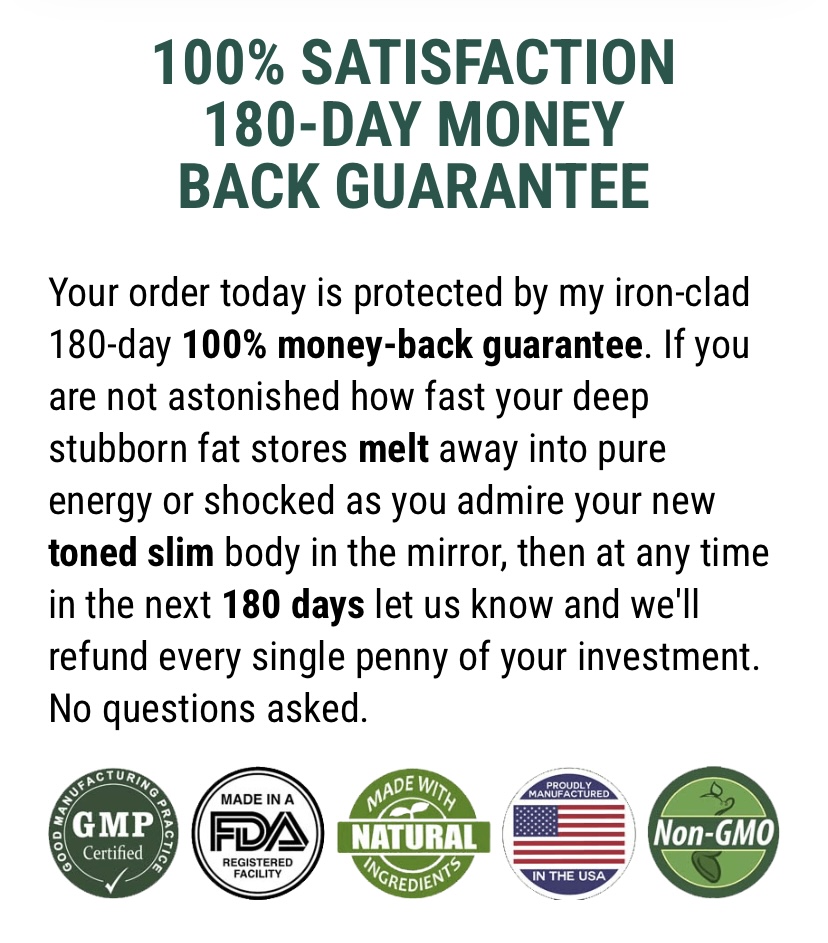 100% SATISFACTION
180-DAY MONEY
BACK GUARANTEE
Your order today is protected by my iron-clad
180-day 100% money-back guarantee. If you
are not astonished how fast your deep
stubborn fat stores melt away into pure
energy or shocked as you admire your new
toned slim body in the mirror, then at any time
in the next 180 days let us know and we'll
refund every single penny of your investment.
No questions asked.
GOOD MANUFACTURING PRACTICE
GMP
Certified
MADE IN A
FDA
REGISTERED
FACILITY
MADE WITH
NATURAL
INGREDIENTS
PROUDLY
MANUFACTURED
IN THE USA
Non-GMO